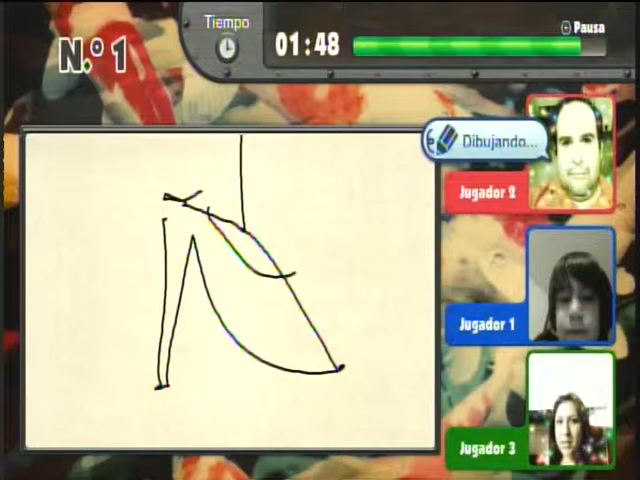 N.º 1
Tiempo
01:48
Pausa
Dibujando...
Jugador 2
Jugador 1
Jugador 3